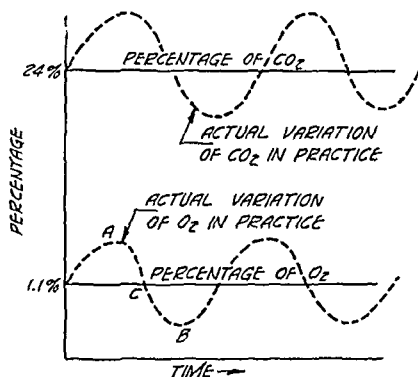 PERCENTAGE OF CO2
24%
ACTUAL VARIATION
OF CO2 IN PRACTICE
PERCENTAGE
ACTUAL VARIATION
OF O2 IN PRACTICE
A
PERCENTAGE OF O2
1.1%
C
B
TIME